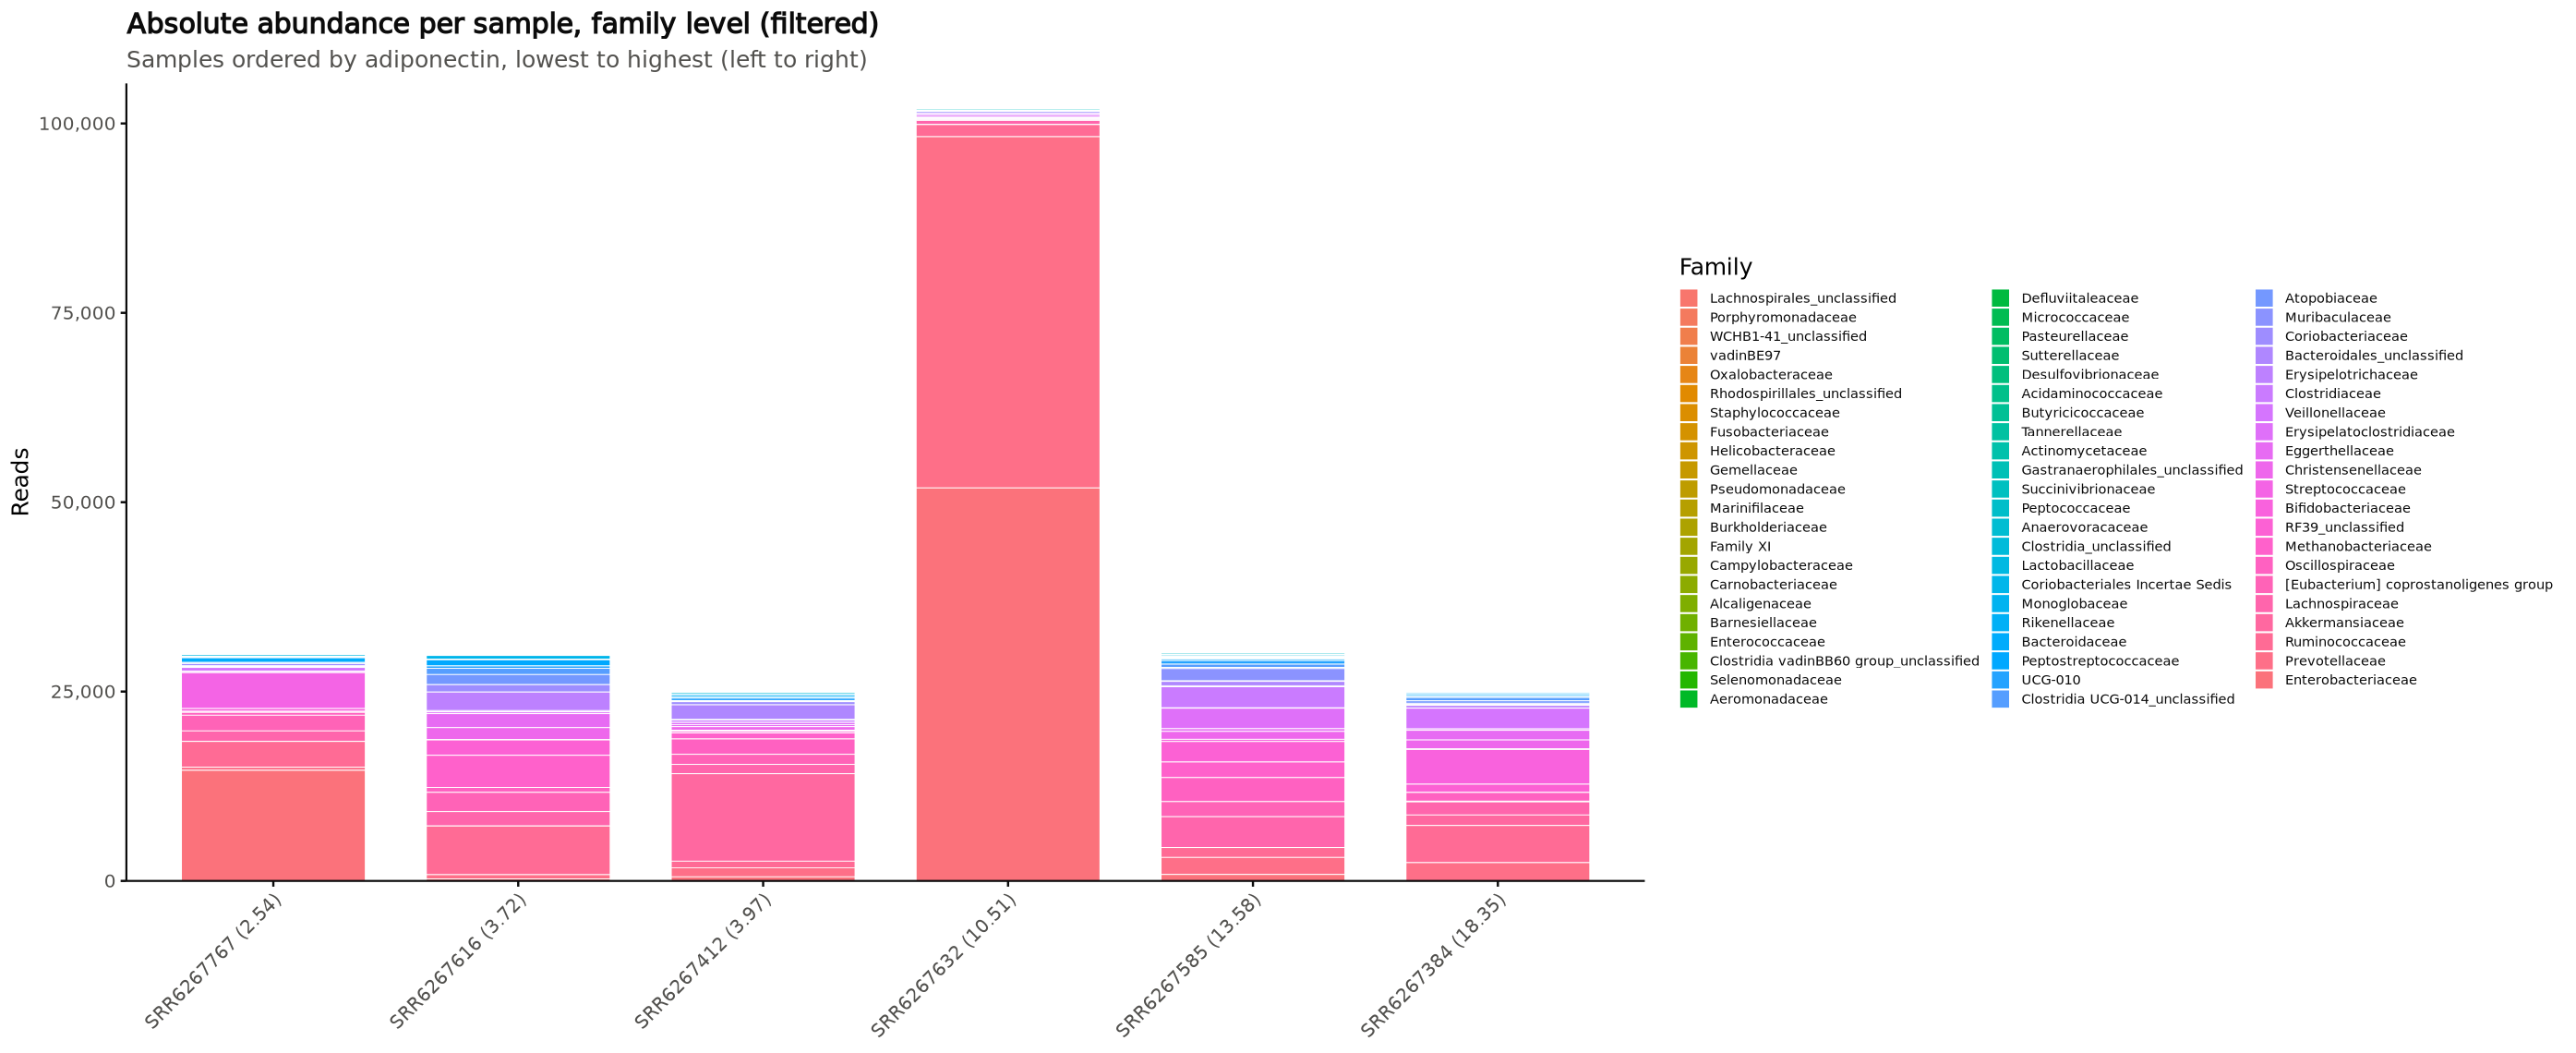 Absolute abundance per sample, family level (filtered)
Samples ordered by adiponectin, lowest to highest (left to right)
Reads
100,000
75,000
50,000
25,000
0
SRR6267767 (2.54)
SRR6267616 (3.72)
SRR6267412 (3.97)
SRR6267632 (10.51)
SRR6267585 (13.58)
SRR6267384 (18.35)
Family
Lachnospirales_unclassified
Porphyromonadaceae
WCHB1-41_unclassified
vadinBE97
Oxalobacteraceae
Rhodospirillales_unclassified
Staphylococcaceae
Fusobacteriaceae
Helicobacteraceae
Gemellaceae
Pseudomonadaceae
Marinifilaceae
Burkholderiaceae
Family XI
Campylobacteraceae
Carnobacteriaceae
Alcaligenaceae
Barnesiellaceae
Enterococcaceae
Clostridia vadinBB60 group_unclassified
Selenomonadaceae
Aeromonadaceae
Defluviitaleaceae
Micrococcaceae
Pasteurellaceae
Sutterellaceae
Desulfovibrionaceae
Acidaminococcaceae
Butyricicoccaceae
Tannerellaceae
Actinomycetaceae
Gastranaerophilales_unclassified
Succinivibrionaceae
Peptococcaceae
Anaerovoracaceae
Clostridia_unclassified
Lactobacillaceae
Coriobacteriales Incertae Sedis
Monoglobaceae
Rikenellaceae
Bacteroidaceae
Peptostreptococcaceae
UCG-010
Clostridia UCG-014_unclassified
Atopobiaceae
Muribaculaceae
Coriobacteriaceae
Bacteroidales_unclassified
Erysipelotrichaceae
Clostridiaceae
Veillonellaceae
Erysipelatoclostridiaceae
Eggerthellaceae
Christensenellaceae
Streptococcaceae
Bifidobacteriaceae
RF39_unclassified
Methanobacteriaceae
Oscillospiraceae
[Eubacterium] coprostanoligenes group
Lachnospiraceae
Akkermansiaceae
Ruminococcaceae
Prevotellaceae
Enterobacteriaceae